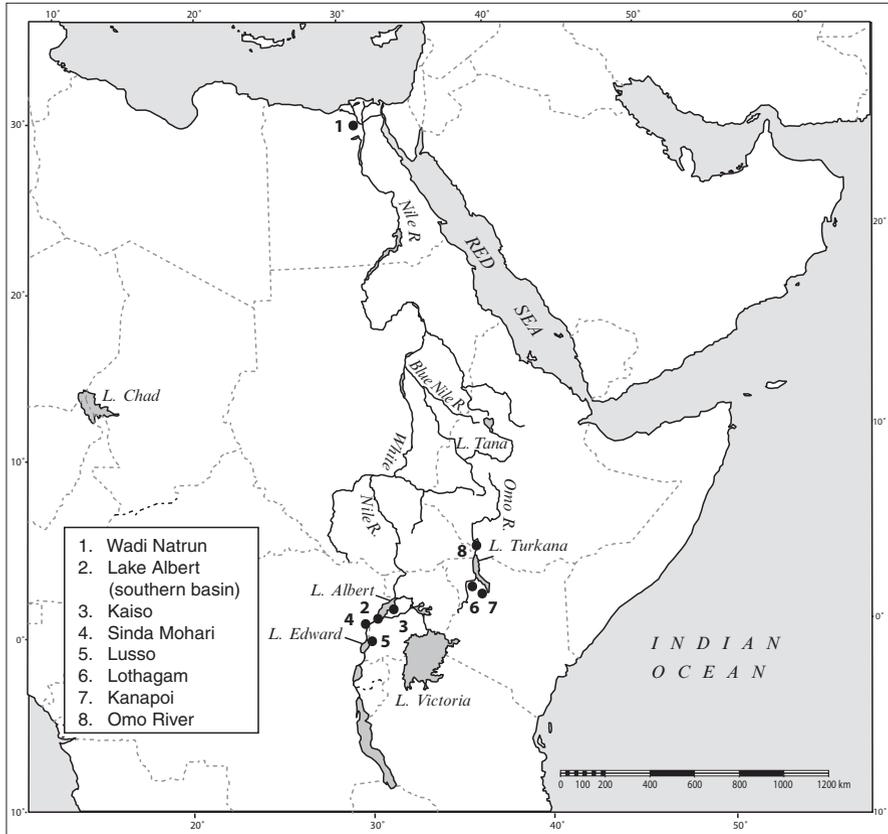 10° 30° 40° 50° 60°
30°
1
Nile R.
RED
SEA
20°
20°
Blue Nile R.
L. Chad
L. Tana
10°
White
Nile R.
10°
Omo R.
8
L. Turkana
1. Wadi Natrun
2. Lake Albert
(southern basin)
3. Kaiso
4. Sinda Mohari
5. Lusso
6. Lothagam
7. Kanapoi
8. Omo River
L. Albert
2
4
3
6 7
0°
0°
L. Edward
5
L. Victoria
INDIAN
OCEAN
0 100 200 400 600 800 1000 1200 km
10°
10°
20° 30° 40° 50°